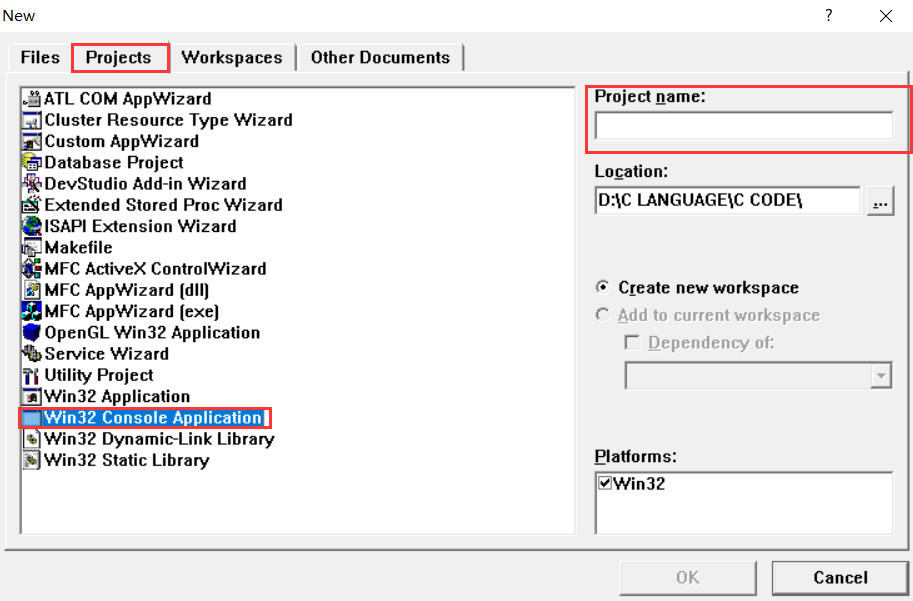 New
?
Files
Projects
Workspaces
Other Documents
ATL COM AppWizard
Cluster Resource Type Wizard
Custom AppWizard
Database Project
DevStudio Add-in Wizard
Extended Stored Proc Wizard
ISAPI Extension Wizard
Makefile
MFC ActiveX ControlWizard
MFC AppWizard (dll)
MFC AppWizard (exe)
OpenGL Win32 Application
Service Wizard
Utility Project
Win32 Application
Win32 Console Application
Win32 Dynamic-Link Library
Win32 Static Library
Project name:
Location:
D:\C LANGUAGE\C CODE\
...
Create new workspace
Add to current workspace
Dependency of:
Platforms:
Win32
OK
Cancel